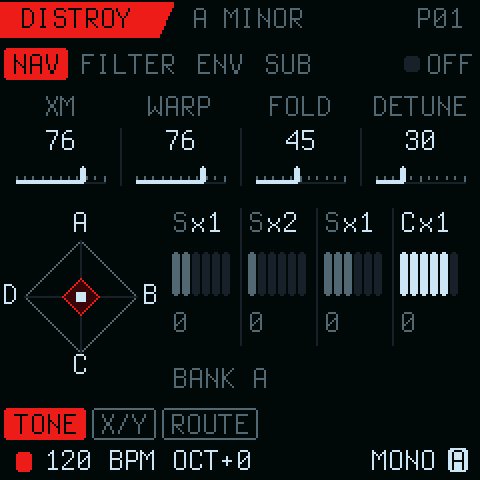 DISTROY A MINOR P01
NAV FILTER ENV SUB OFF
XM WARP FOLD DETUNE
76 76 45 30
A
Sx1 Sx2 Sx1 Cx1
D B
0 0 0 0
C
BANK A
TONE X/Y ROUTE
120 BPM OCT+0 MONO A